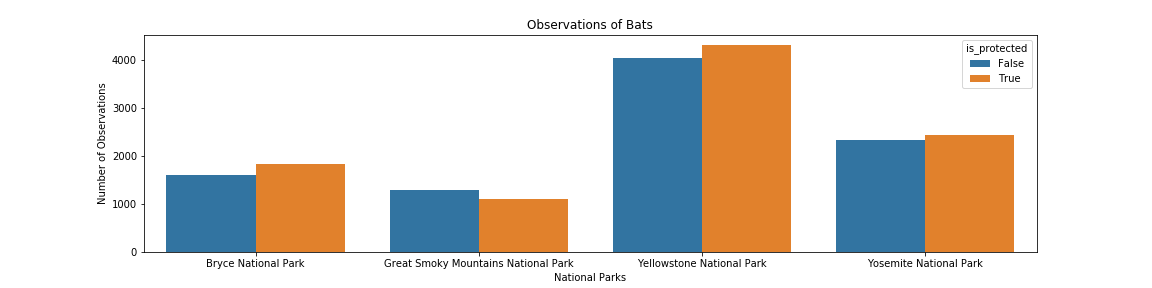 Observations of Bats
is_protected
False
True
Number of Observations
4000
3000
2000
1000
0
Bryce National Park
Great Smoky Mountains National Park
Yellowstone National Park
Yosemite National Park
National Parks